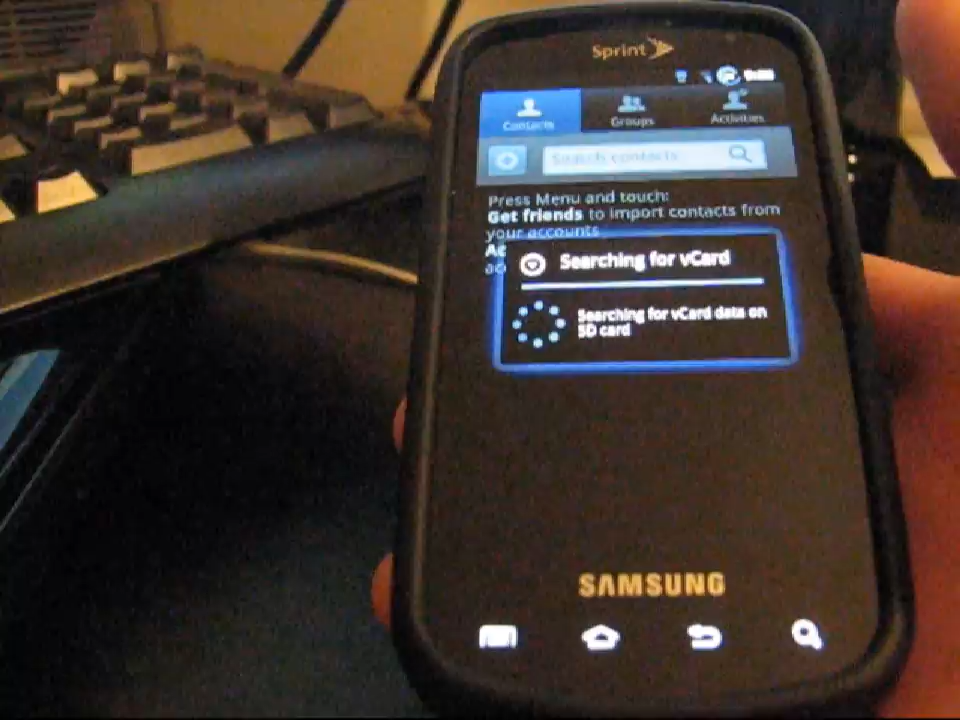 Sprint
Contacts
Groups
Activities
Search contacts
Press Menu and touch:
Get friends to import contacts from
your accounts
Ac
Searching for vCard
Searching for vCard data on
SD card
SAMSUNG